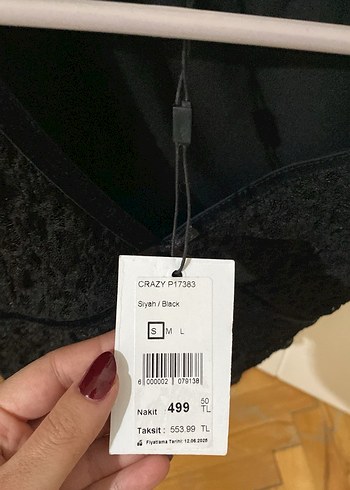 CRAZY P17383
Siyah / Black
S M L
6 000002 079138
Nakit : 499 50 TL
Taksit : 553.99 TL
Fiyatlama Tarihi 12.06.2025